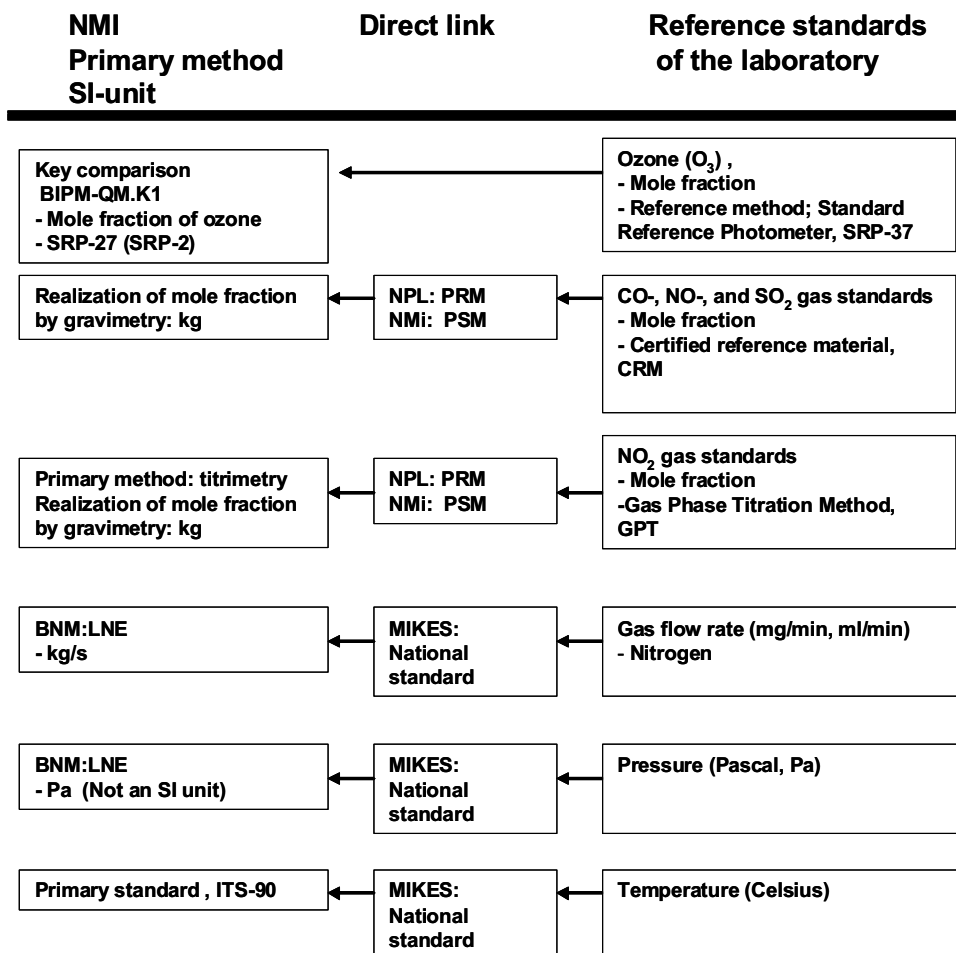 NMI
Primary method
SI-unit
Direct link
Reference standards
of the laboratory
Key comparison
BIPM-QM.K1
- Mole fraction of ozone
- SRP-27 (SRP-2)
Ozone (O3) ,
- Mole fraction
- Reference method; Standard
Reference Photometer, SRP-37
Realization of mole fraction
by gravimetry: kg
NPL: PRM
NMi: PSM
CO-, NO-, and SO2 gas standards
- Mole fraction
- Certified reference material,
CRM
Primary method: titrimetry
Realization of mole fraction
by gravimetry: kg
NPL: PRM
NMi: PSM
NO2 gas standards
- Mole fraction
-Gas Phase Titration Method,
GPT
BNM:LNE
- kg/s
MIKES:
National
standard
Gas flow rate (mg/min, ml/min)
- Nitrogen
BNM:LNE
- Pa (Not an SI unit)
MIKES:
National
standard
Pressure (Pascal, Pa)
Primary standard , ITS-90
MIKES:
National
standard
Temperature (Celsius)